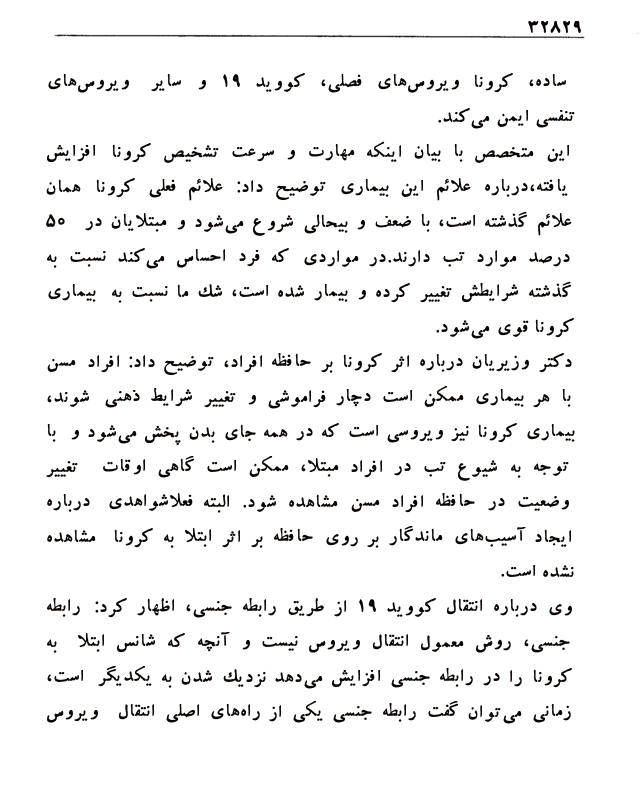 ۳۲۸۲۹
ساده، کرونا ویروس‌های فصلی، کووید ۱۹ و سایر ویروس‌های
تنفسی ایمن می‌کند.
این متخصص با بیان اینکه مهارت و سرعت تشخیص کرونا افزایش
یافته،درباره علائم این بیماری توضیح داد: علائم فعلی کرونا همان
علائم گذشته است، با ضعف و بیحالی شروع می‌شود و مبتلایان در ۵۰
درصد موارد تب دارند.در مواردی که فرد احساس می‌کند نسبت به
گذشته شرایطش تغییر کرده و بیمار شده است، شك ما نسبت به بیماری
کرونا قوی می‌شود.
دکتر وزیریان درباره اثر کرونا بر حافظه افراد، توضیح داد: افراد مسن
با هر بیماری ممکن است دچار فراموشی و تغییر شرایط ذهنی شوند،
بیماری کرونا نیز ویروسی است که در همه جای بدن پخش می‌شود و با
توجه به شیوع تب در افراد مبتلا، ممکن است گاهی اوقات تغییر
وضعیت در حافظه افراد مسن مشاهده شود. البته فعلاشواهدی درباره
ایجاد آسیب‌های ماندگار بر روی حافظه بر اثر ابتلا به کرونا مشاهده
نشده است.
وی درباره انتقال کووید ۱۹ از طریق رابطه جنسی، اظهار کرد: رابطه
جنسی، روش معمول انتقال ویروس نیست و آنچه که شانس ابتلا به
کرونا را در رابطه جنسی افزایش می‌دهد نزدیك شدن به یکدیگر است،
زمانی می‌توان گفت رابطه جنسی یکی از راه‌های اصلی انتقال ویروس